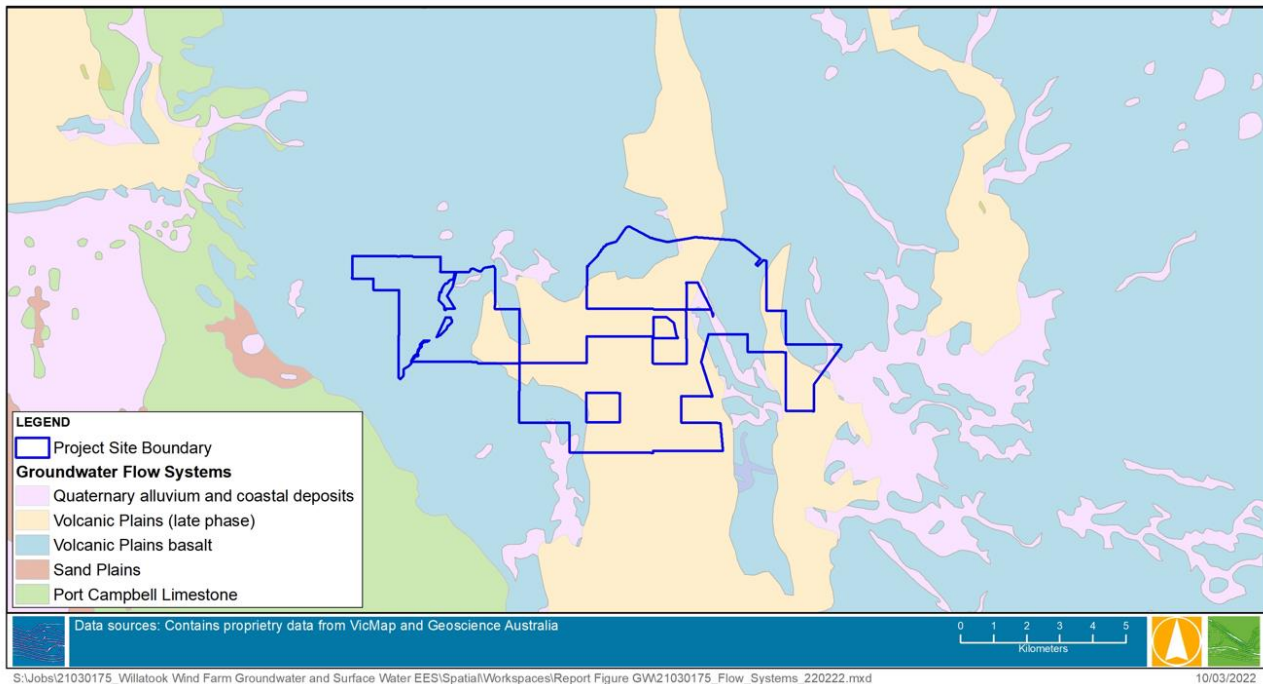 LEGEND
Project Site Boundary
Groundwater Flow Systems
Quaternary alluvium and coastal deposits
Volcanic Plains (late phase)
Volcanic Plains basalt
Sand Plains
Port Campbell Limestone
Data sources: Contains proprietry data from VicMap and Geoscience Australia
0 1 2 3 4 5
Kilometers
S:\Jobs\21030175_Willatook Wind Farm Groundwater and Surface Water EES\Spatial\Workspaces\Report Figure GW\21030175_Flow_Systems_220222.mxd
10/03/2022